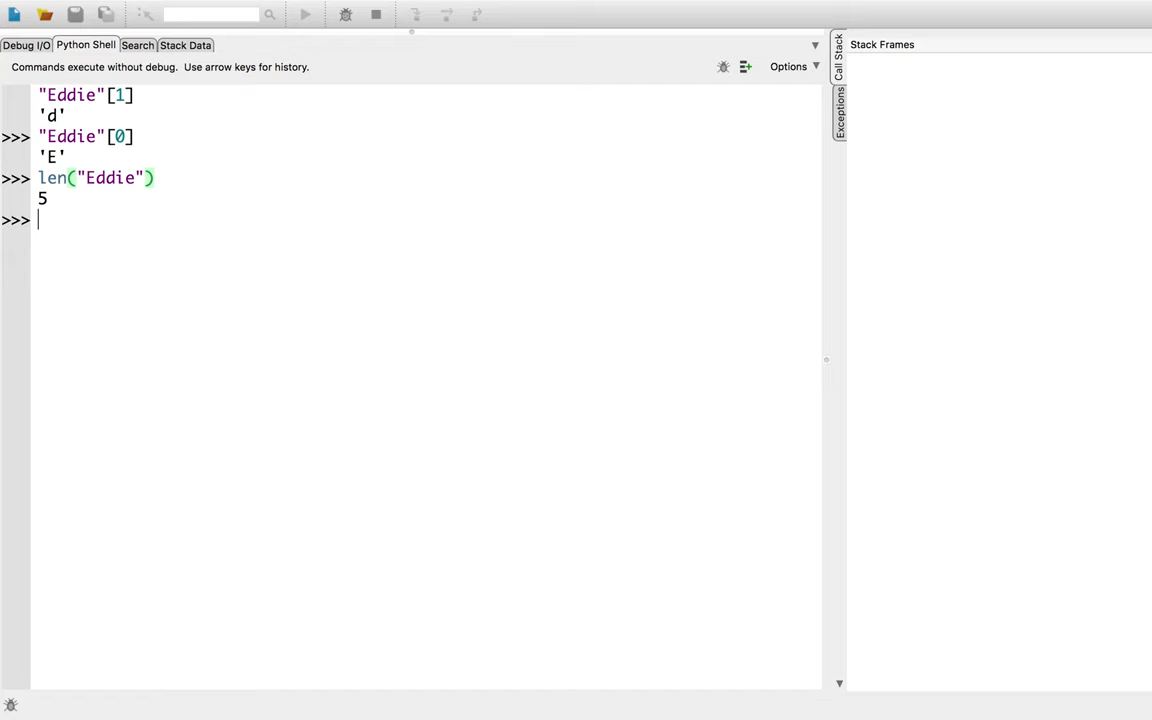 Debug I/O Python Shell Search Stack Data
Commands execute without debug. Use arrow keys for history.
Options
"Eddie"[1]
'd'
>>> "Eddie"[0]
'E'
>>> len("Eddie")
5
>>>
Call Stack
Exceptions
Stack Frames